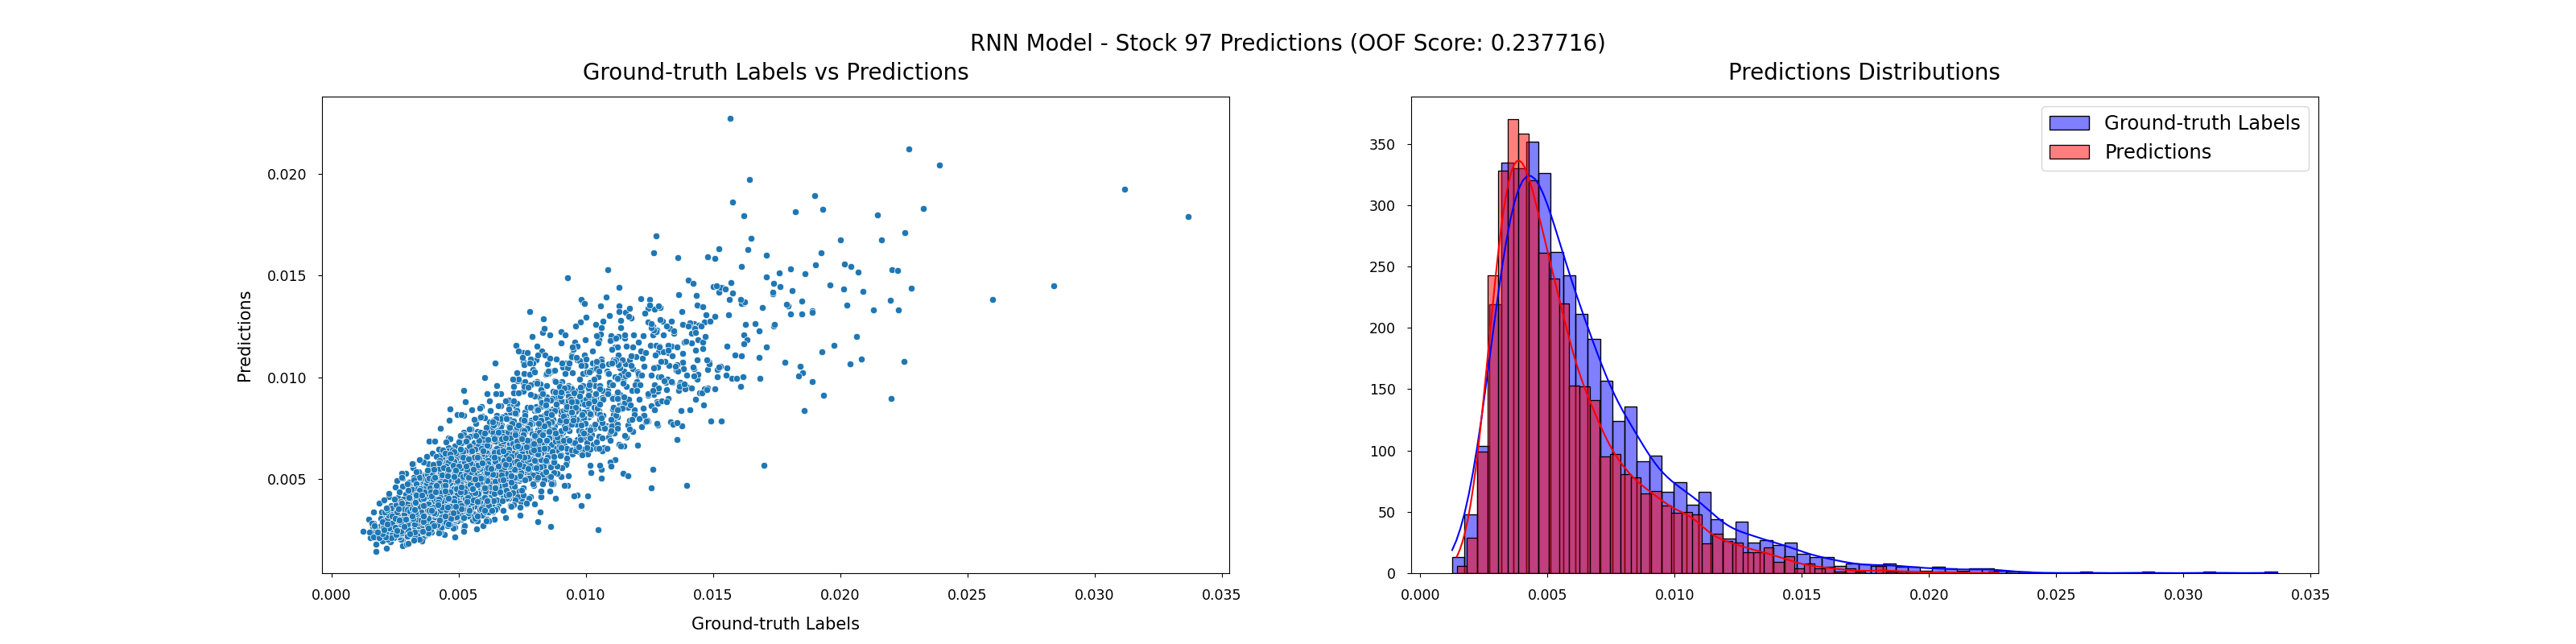 RNN Model - Stock 97 Predictions (OOF Score: 0.237716)
Ground-truth Labels vs Predictions
Predictions
0.020
0.015
0.010
0.005
0.000 0.005 0.010 0.015 0.020 0.025 0.030 0.035
Ground-truth Labels
Predictions Distributions
Ground-truth Labels
Predictions
350
300
250
200
150
100
50
0
0.000 0.005 0.010 0.015 0.020 0.025 0.030 0.035